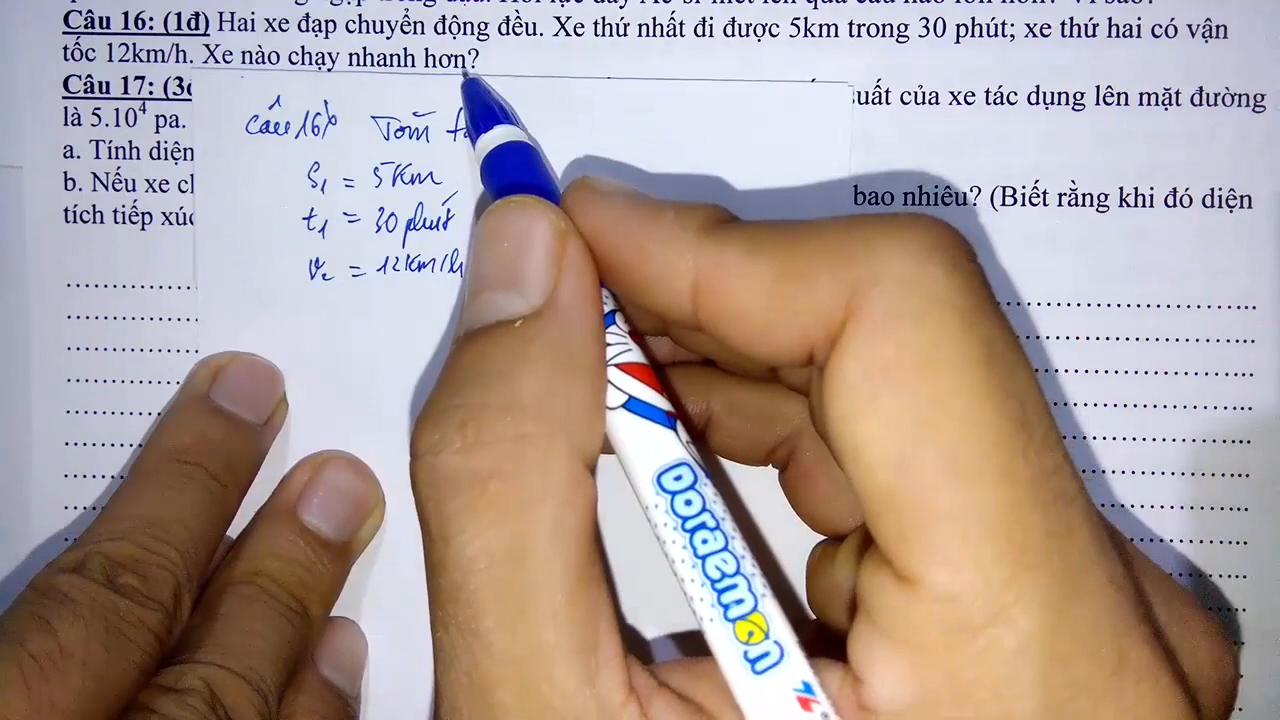 Câu 16: (1đ) Hai xe đạp chuyển động đều. Xe thứ nhất đi được 5km trong 30 phút; xe thứ hai có vận
tốc 12km/h. Xe nào chạy nhanh hơn?
Câu 17: (3đ suất của xe tác dụng lên mặt đường
là 5.10⁴ pa.
a. Tính diện
b. Nếu xe ch bao nhiêu? (Biết rằng khi đó diện
tích tiếp xúc
Câu 16 Tóm
S₁ = 5km
t₁ = 30 phút
v₂ = 12km/h
Doraemon